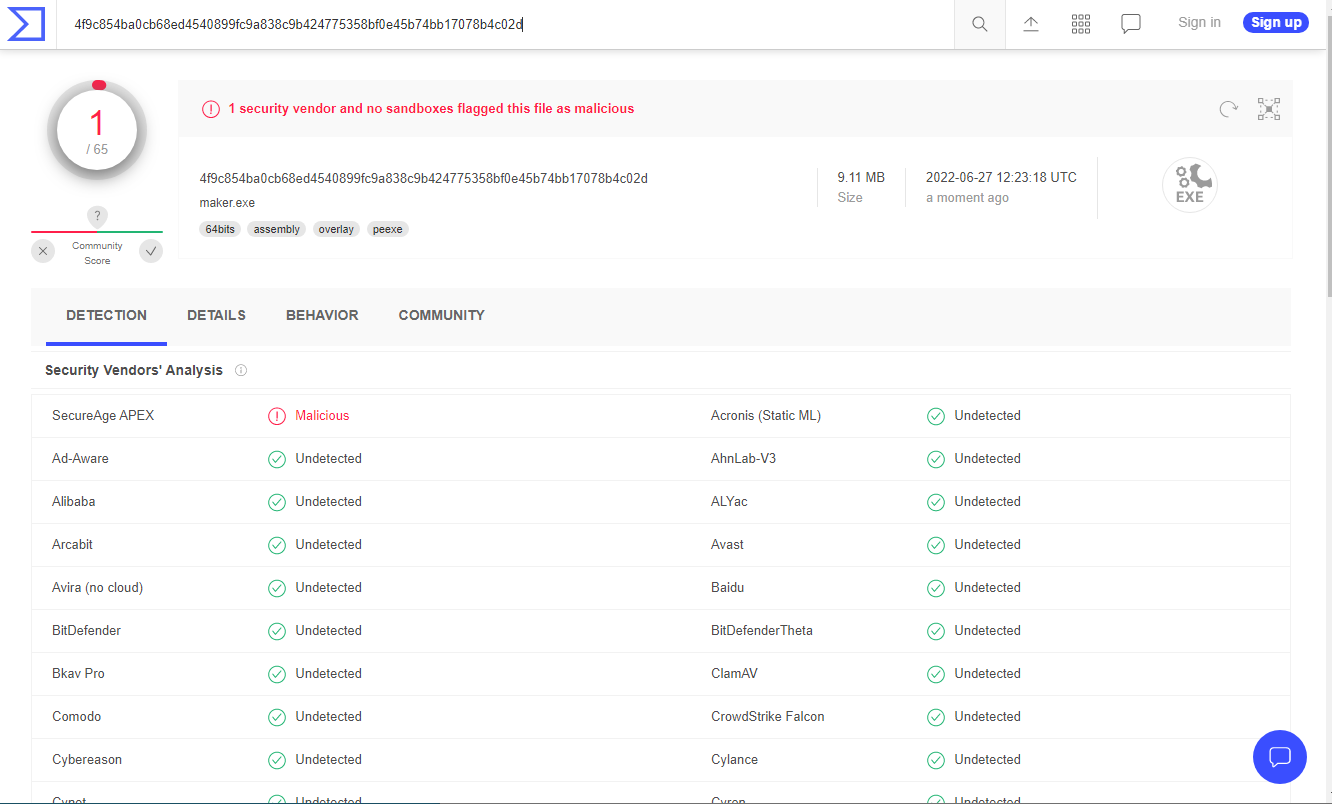 4f9c854ba0cb68ed4540899fc9a838c9b424775358bf0e45b74bb17078b4c02d
Sign in
Sign up
1
/ 65
?
Community
Score
1 security vendor and no sandboxes flagged this file as malicious
4f9c854ba0cb68ed4540899fc9a838c9b424775358bf0e45b74bb17078b4c02d
maker.exe
64bits assembly overlay peexe
9.11 MB
Size
2022-06-27 12:23:18 UTC
a moment ago
EXE
DETECTION DETAILS BEHAVIOR COMMUNITY
Security Vendors' Analysis
SecureAge APEX Malicious Acronis (Static ML) Undetected
Ad-Aware Undetected AhnLab-V3 Undetected
Alibaba Undetected ALYac Undetected
Arcabit Undetected Avast Undetected
Avira (no cloud) Undetected Baidu Undetected
BitDefender Undetected BitDefenderTheta Undetected
Bkav Pro Undetected ClamAV Undetected
Comodo Undetected CrowdStrike Falcon Undetected
Cybereason Undetected Cylance Undetected
Cynet Undetected Cyren Undetected